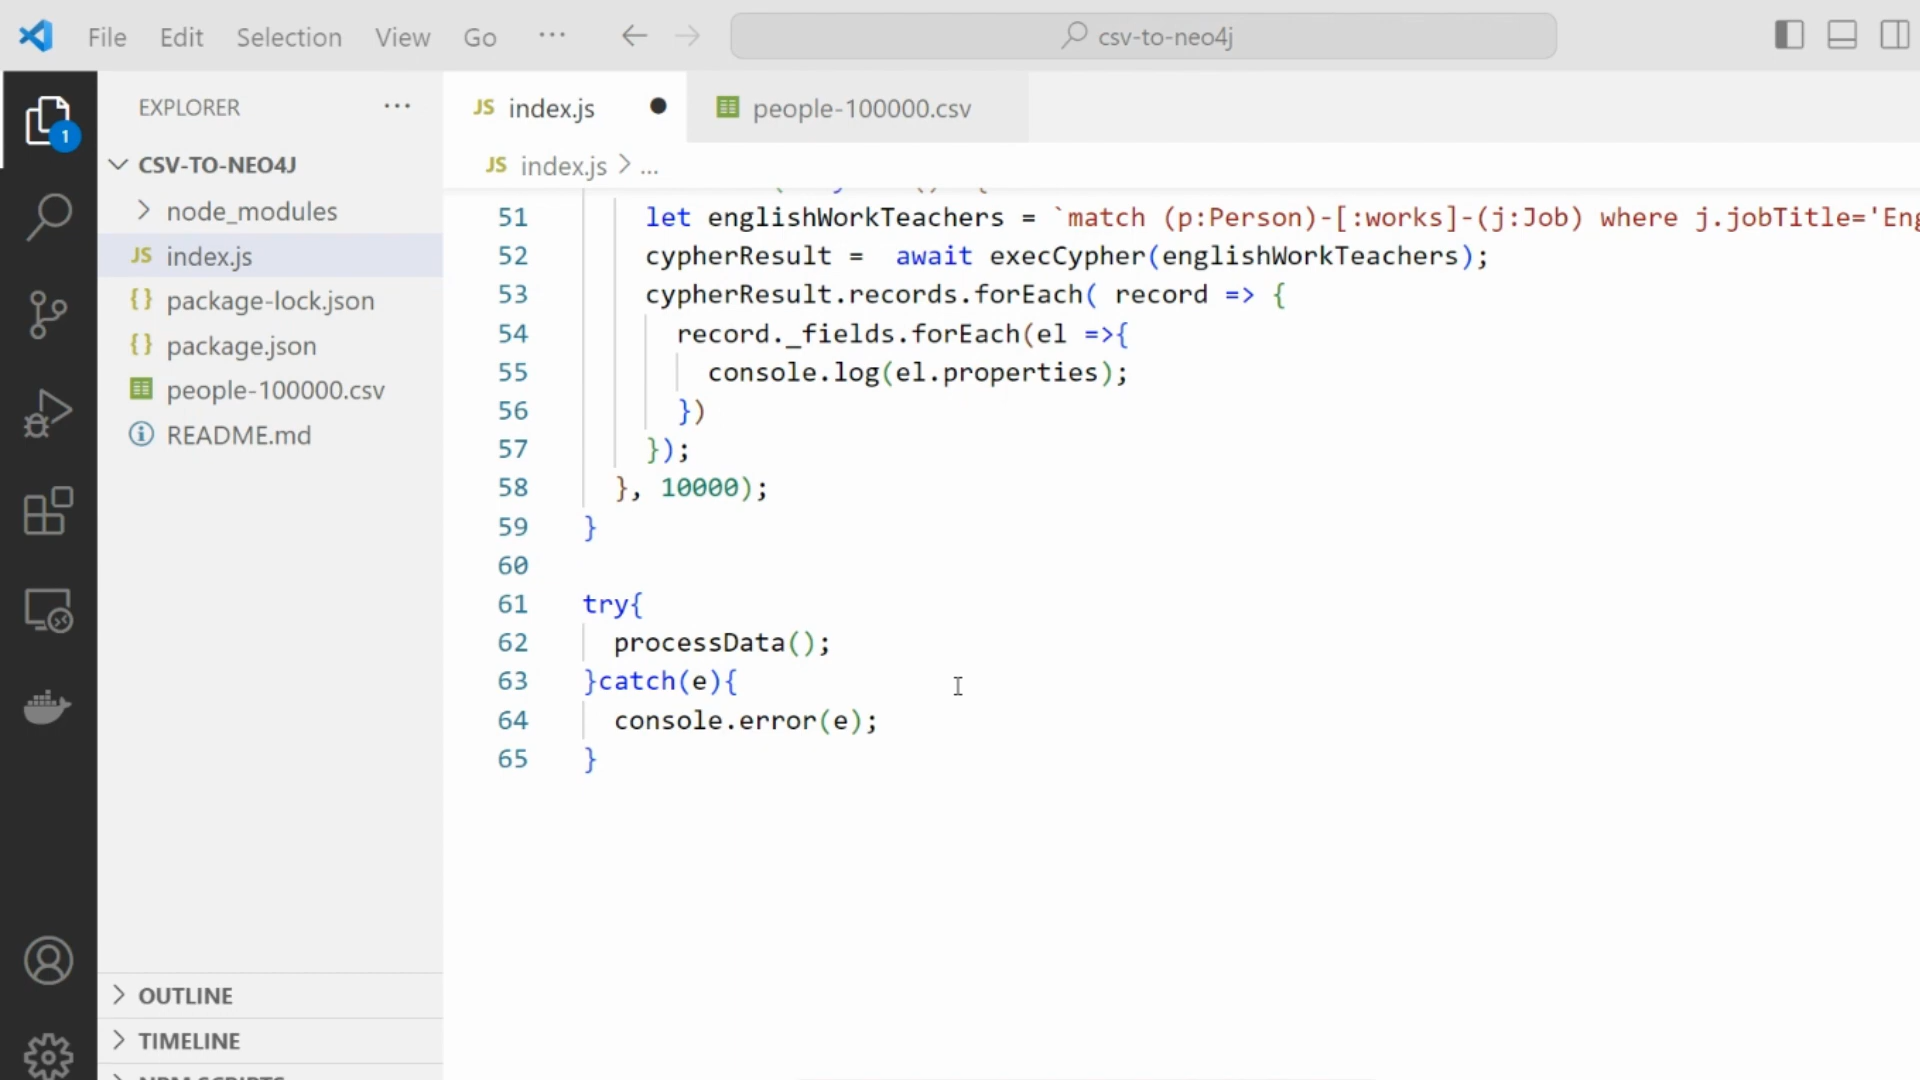 File Edit Selection View Go ··· csv-to-neo4j
EXPLORER ···
JS index.js people-100000.csv
1
JS index.js > ...
CSV-TO-NEO4J
node_modules
JS index.js
{} package-lock.json
{} package.json
people-100000.csv
README.md
51 let englishWorkTeachers = `match (p:Person)-[:works]-(j:Job) where j.jobTitle='Eng
52 cypherResult = await execCypher(englishWorkTeachers);
53 cypherResult.records.forEach( record => {
54 record._fields.forEach(el =>{
55 console.log(el.properties);
56 })
57 });
58 }, 10000);
59 }
60
61 try{
62 processData();
63 }catch(e){
64 console.error(e);
65 }
OUTLINE
TIMELINE
NPM SCRIPTS